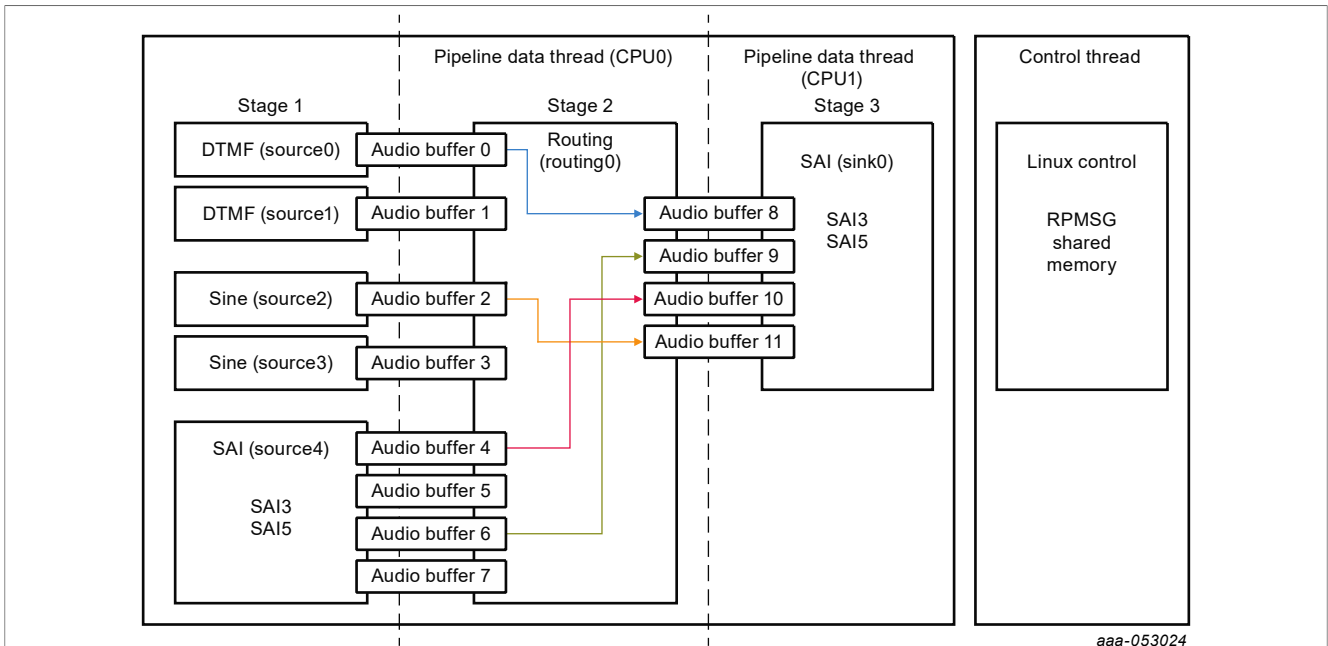 Pipeline data thread (CPU0)
Pipeline data thread
(CPU1)
Control thread
Stage 1
Stage 2
Stage 3
DTMF (source0)
Audio buffer 0
Routing
(routing0)
SAI (sink0)
Linux control
DTMF (source1)
Audio buffer 1
Audio buffer 8
SAI3
SAI5
RPMSG
shared
memory
Audio buffer 9
Sine (source2)
Audio buffer 2
Audio buffer 10
Audio buffer 11
Sine (source3)
Audio buffer 3
SAI (source4)
Audio buffer 4
SAI3
SAI5
Audio buffer 5
Audio buffer 6
Audio buffer 7
aaa-053024